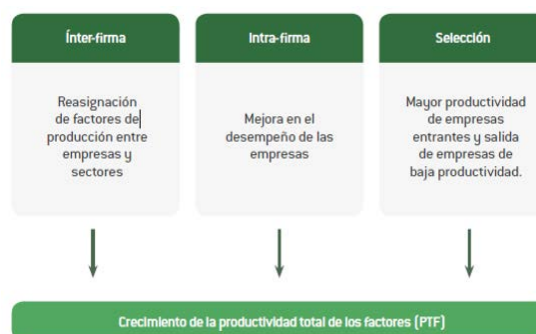 Ínter-firma
Reasignación
de factores de
producción entre
empresas y
sectores
Intra-firma
Mejora en el
desempeño de las
empresas
Selección
Mayor productividad
de empresas
entrantes y salida
de empresas de
baja productividad.
Crecimiento de la productividad total de los factores (PTF)